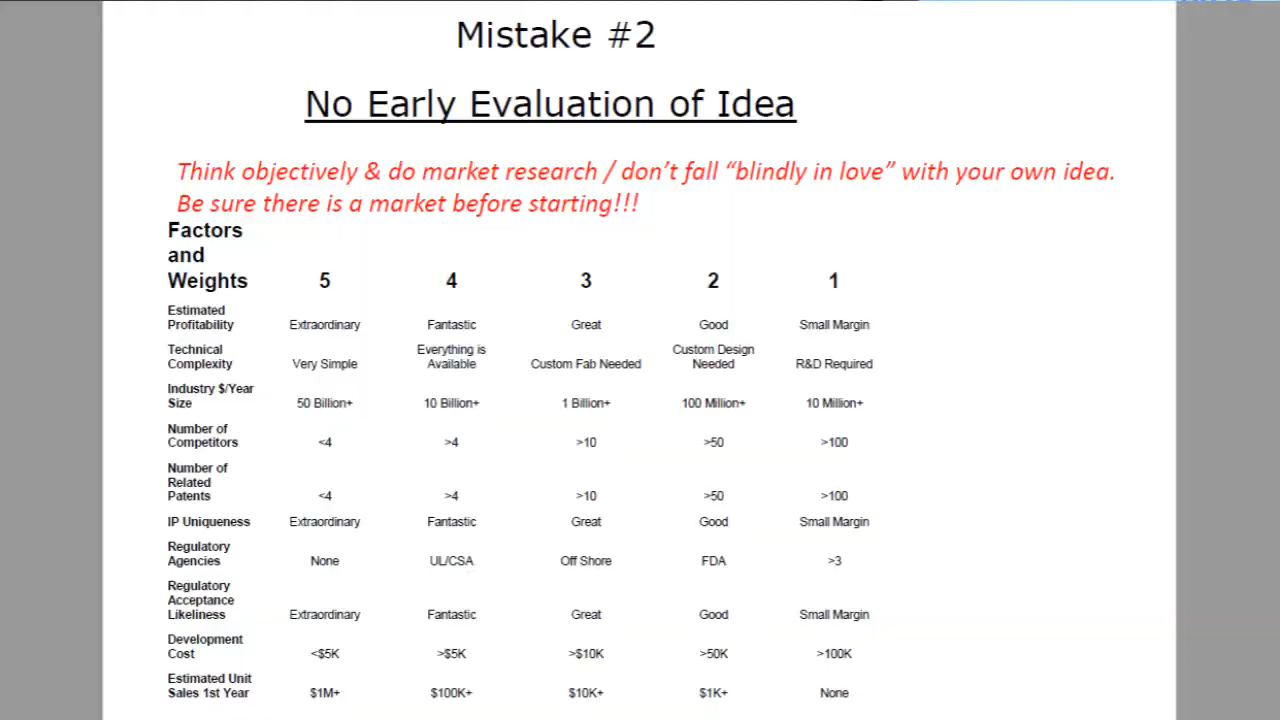 Mistake #2
No Early Evaluation of Idea
Think objectively & do market research / don’t fall “blindly in love” with your own idea.
Be sure there is a market before starting!!!
Factors
and
Weights 5 4 3 2 1
Estimated
Profitability Extraordinary Fantastic Great Good Small Margin
Technical
Complexity Very Simple Everything is
Available Custom Fab Needed Custom Design
Needed R&D Required
Industry $/Year
Size 50 Billion+ 10 Billion+ 1 Billion+ 100 Million+ 10 Million+
Number of
Competitors <4 >4 >10 >50 >100
Number of
Related
Patents <4 >4 >10 >50 >100
IP Uniqueness Extraordinary Fantastic Great Good Small Margin
Regulatory
Agencies None UL/CSA Off Shore FDA >3
Regulatory
Acceptance
Likeliness Extraordinary Fantastic Great Good Small Margin
Development
Cost <$5K >$5K >$10K >50K >100K
Estimated Unit
Sales 1st Year $1M+ $100K+ $10K+ $1K+ None